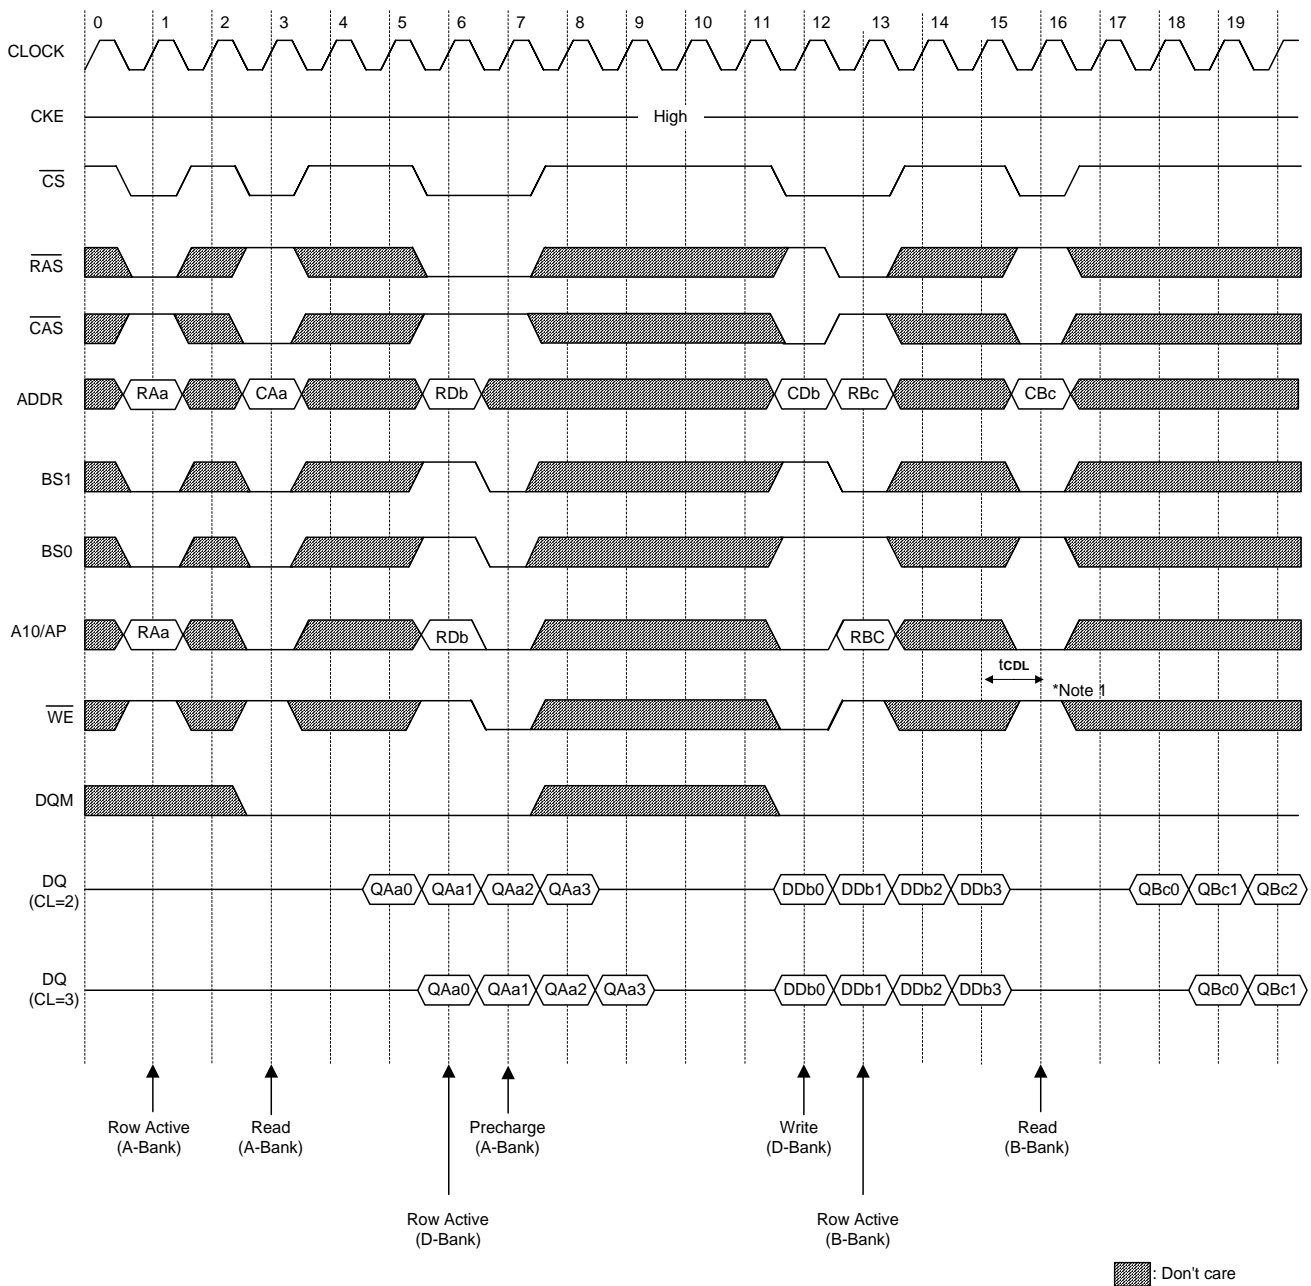 0 1 2 3 4 5 6 7 8 9 10 11 12 13 14 15 16 17 18 19
CLOCK
CKE High
CS
RAS
CAS
ADDR RAa CAa RDb CDb RBc CBc
BS1
BS0
A10/AP RAa RDb RBC
tCDL
*Note 1
WE
DQM
DQ (CL=2) QAa0 QAa1 QAa2 QAa3 DDb0 DDb1 DDb2 DDb3 QBc0 QBc1 QBc2
DQ (CL=3) QAa0 QAa1 QAa2 QAa3 DDb0 DDb1 DDb2 DDb3 QBc0 QBc1
Row Active Read Precharge Write Read
(A-Bank) (A-Bank) (A-Bank) (D-Bank) (B-Bank)
Row Active Row Active
(D-Bank) (B-Bank)
: Don't care